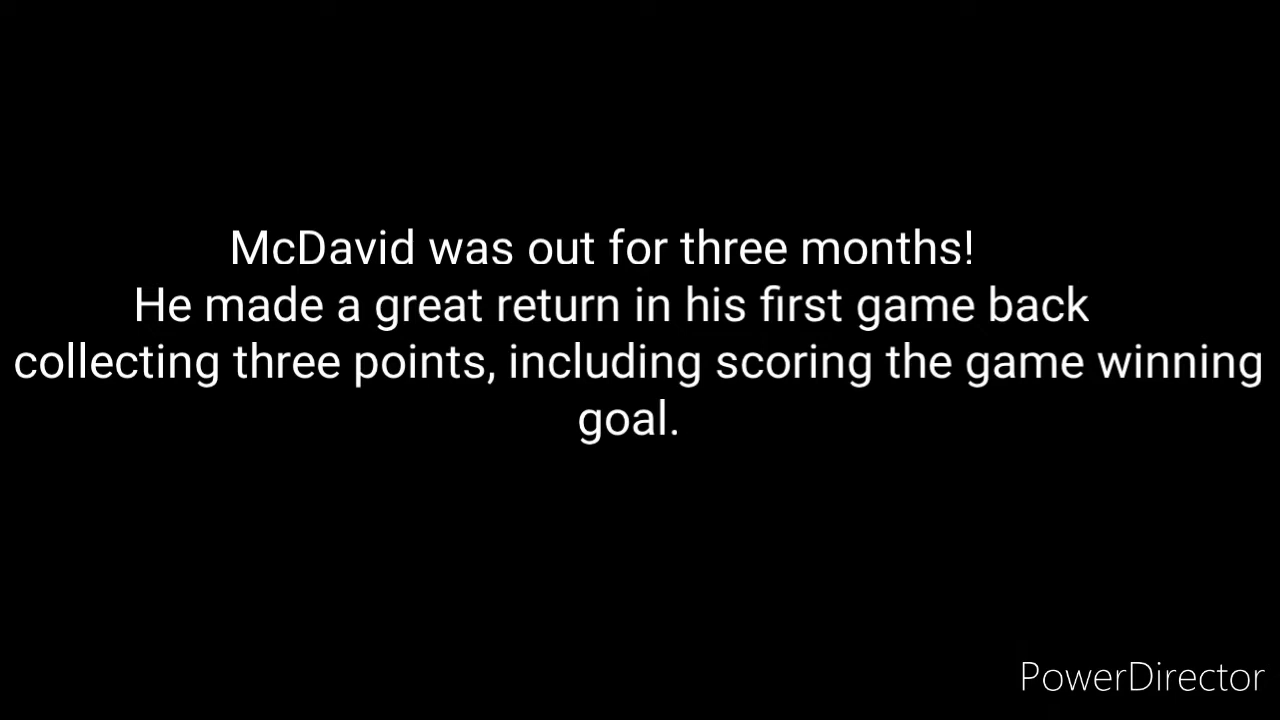 McDavid was out for three months!
He made a great return in his first game back
collecting three points, including scoring the game winning
goal.
PowerDirector